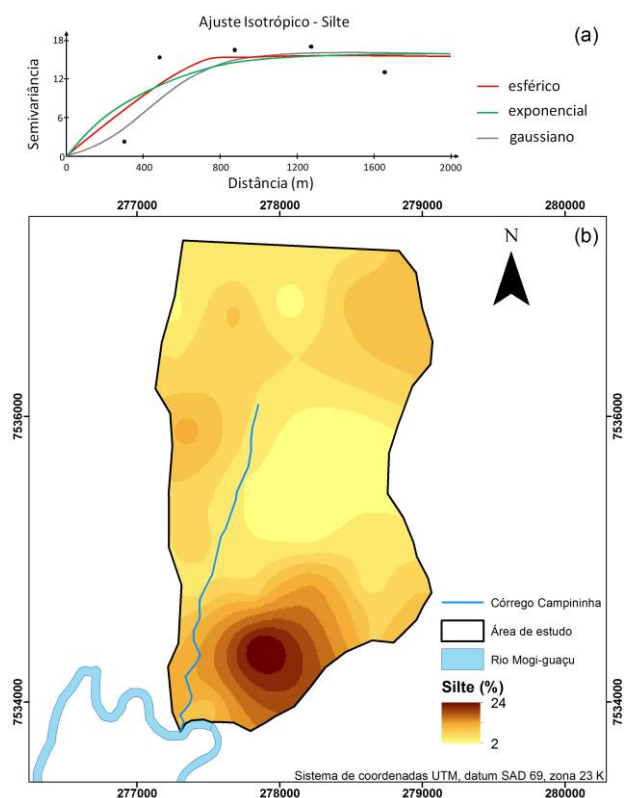 Ajuste Isotrópico - Silte
(a)
Semivariância
18
12
6
0
0 400 800 1200 1600 2000
Distância (m)
esférico
exponencial
gaussiano
277000 278000 279000 280000
(b)
N
7536000 7536000
7534000 7534000
Córrego Campininha
Área de estudo
Rio Mogi-guaçu
Silte (%)
24
2
Sistema de coordenadas UTM, datum SAD 69, zona 23 K
277000 278000 279000 280000